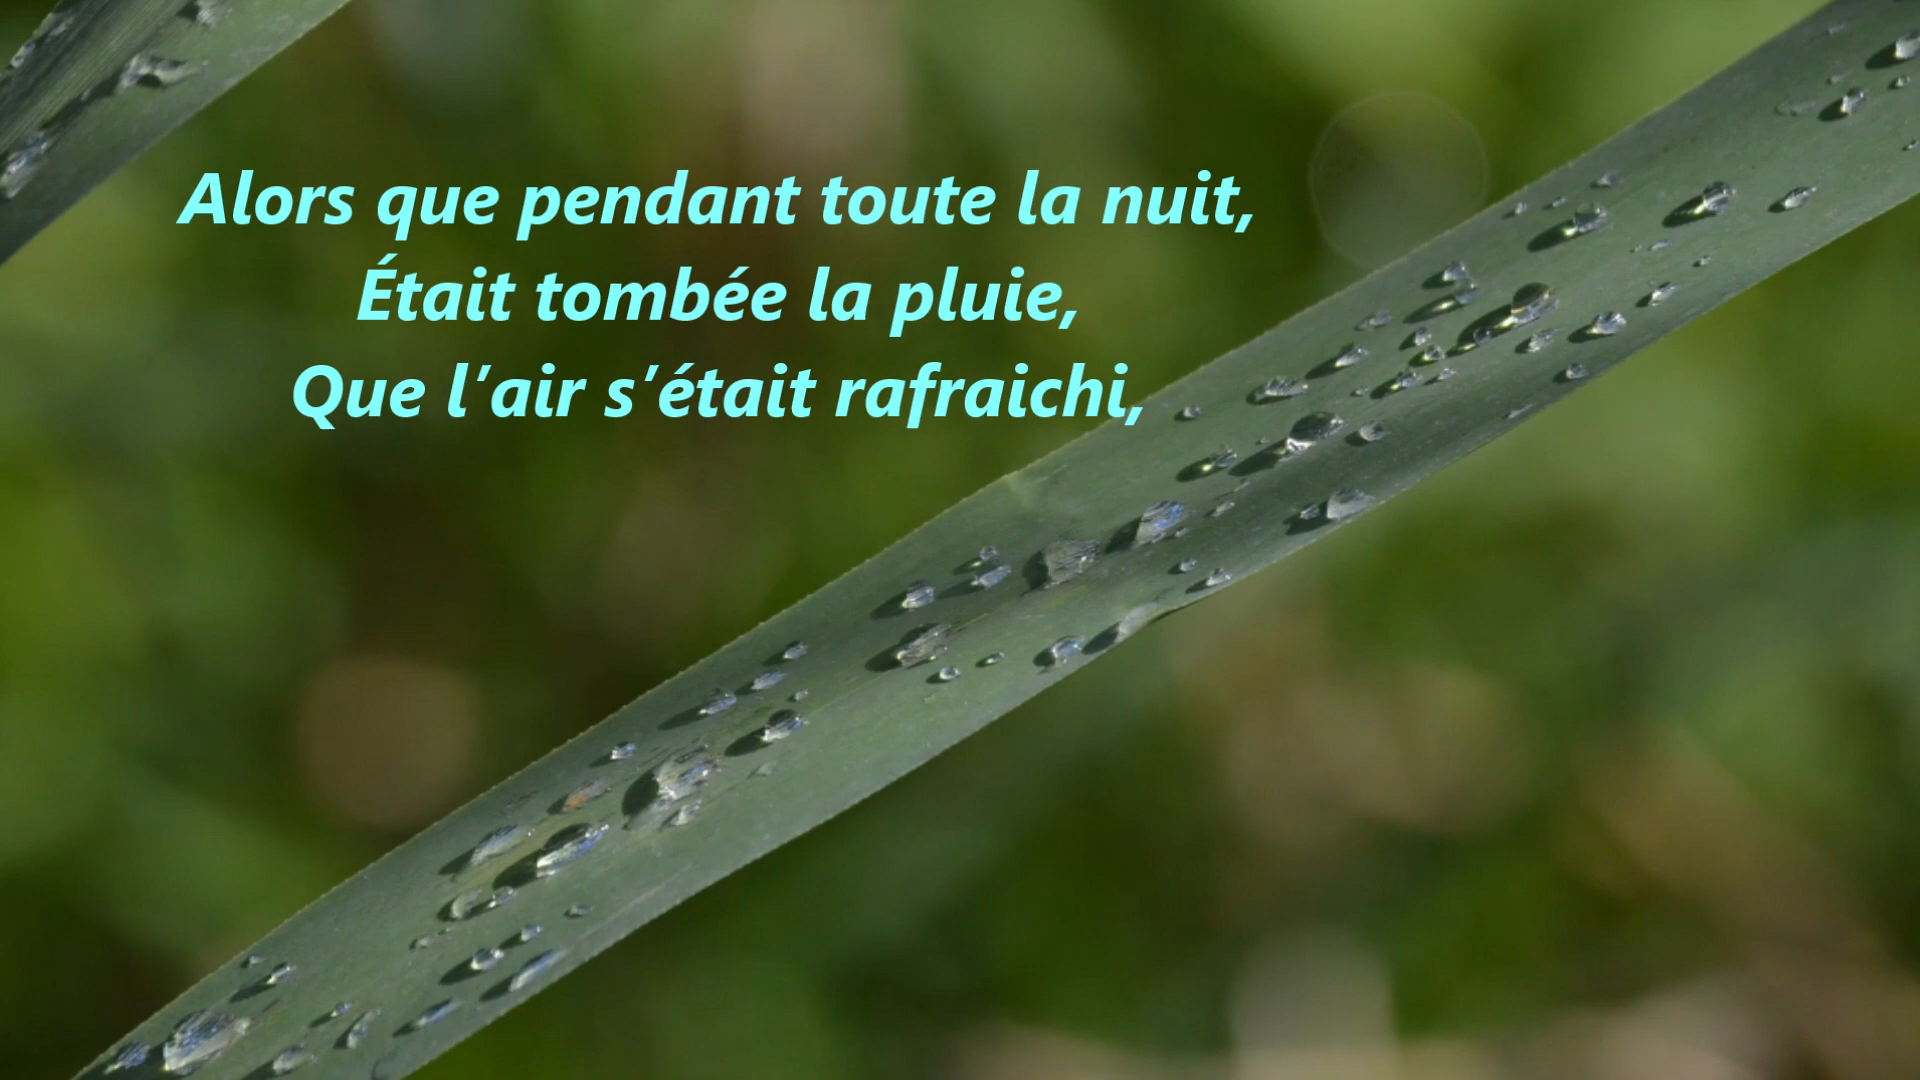 Alors que pendant toute la nuit,
Était tombée la pluie,
Que l’air s’était rafraichi,